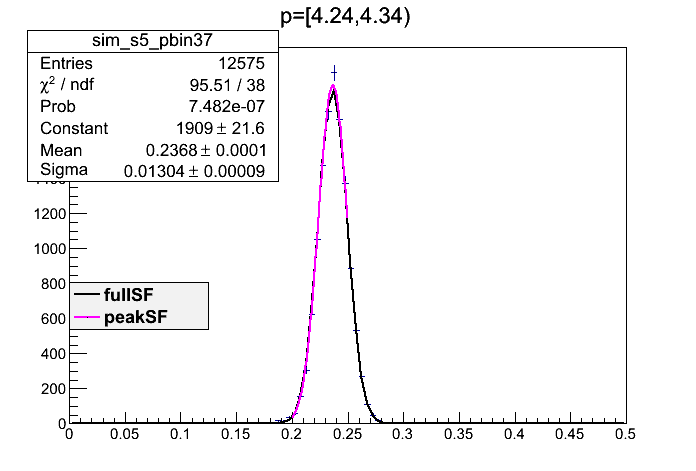 p=[4.24,4.34)
sim_s5_pbin37
Entries 12575
χ² / ndf 95.51 / 38
Prob 7.482e-07
Constant 1909 ± 21.6
Mean 0.2368 ± 0.0001
Sigma 0.01304 ± 0.00009
1200
1000
800
fullSF
peakSF
600
400
200
0
0 0.05 0.1 0.15 0.2 0.25 0.3 0.35 0.4 0.45 0.5